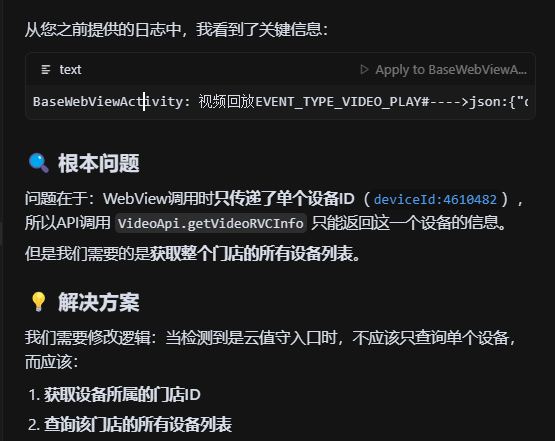 从您之前提供的日志中，我看到了关键信息：
text
Apply to BaseWebViewA...
BaseWebViewActivity: 视频回放EVENT_TYPE_VIDEO_PLAY#---->json:{"d
🔍 根本问题
问题在于：WebView调用时只传递了单个设备ID（deviceId:4610482），
所以API调用 VideoApi.getVideoRVCInfo 只能返回这一个设备的信息。
但是我们需要的是获取整个门店的所有设备列表。
💡 解决方案
我们需要修改逻辑：当检测到是云值守入口时，不应该只查询单个设备，
而应该：
1. 获取设备所属的门店ID
2. 查询该门店的所有设备列表